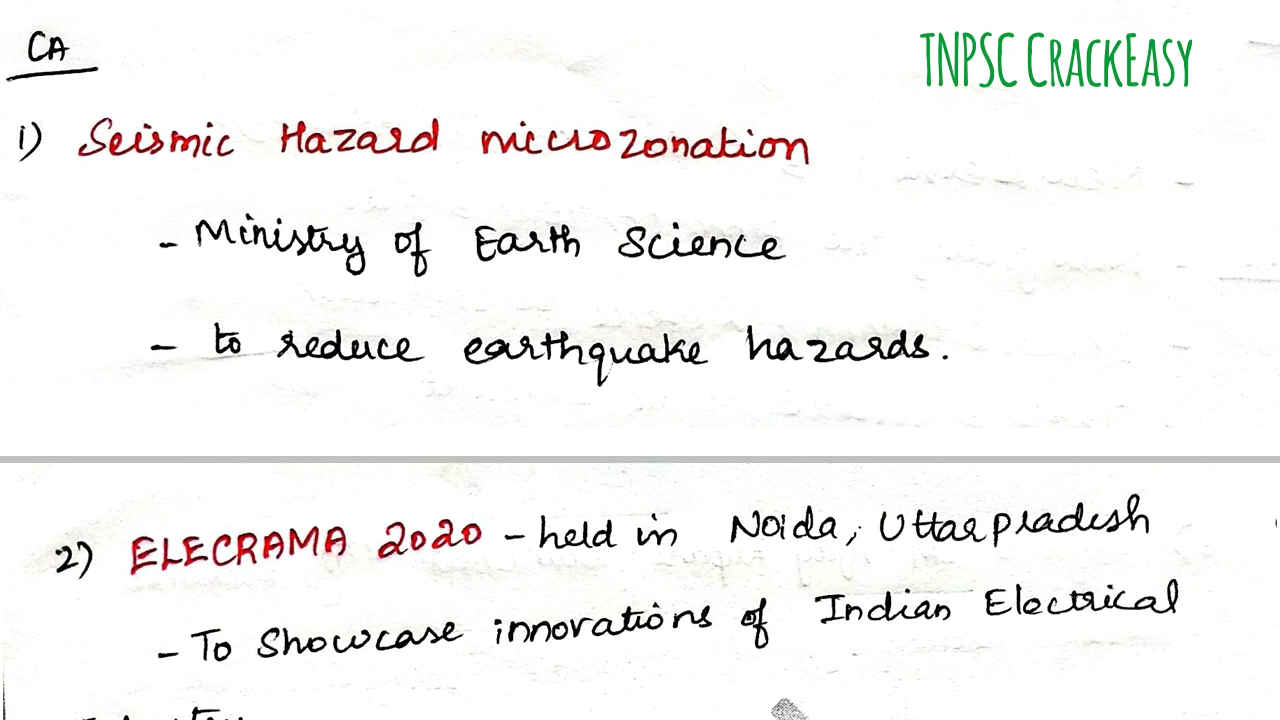 CA
TNPSC CRACKEASY
1) Seismic Hazard microzonation
- Ministry of Earth Science
- to reduce earthquake hazards.
2) ELECRAMA 2020 - held in Noida, Uttarpradesh
- To Showcase innovations of Indian Electrical